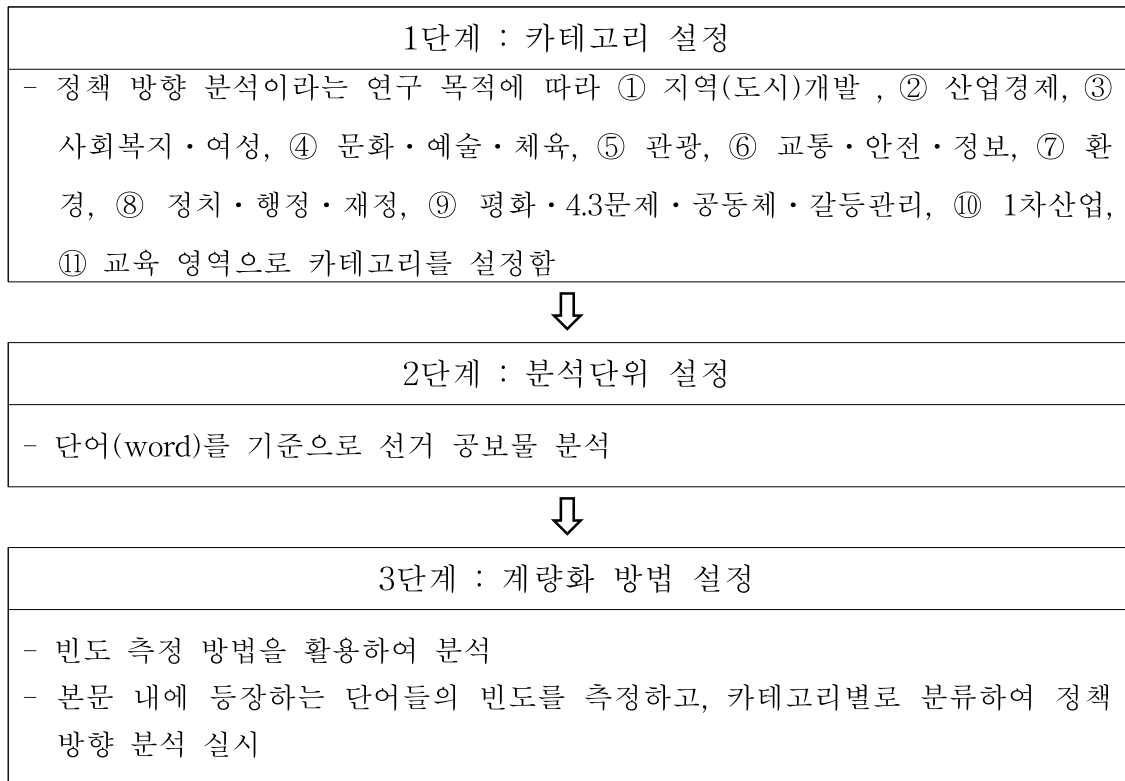 1단계 : 카테고리 설정
- 정책 방향 분석이라는 연구 목적에 따라 ① 지역(도시)개발 , ② 산업경제, ③
사회복지・여성, ④ 문화・예술・체육, ⑤ 관광, ⑥ 교통・안전・정보, ⑦ 환
경, ⑧ 정치・행정・재정, ⑨ 평화・4.3문제・공동체・갈등관리, ⑩ 1차산업,
⑪ 교육 영역으로 카테고리를 설정함
2단계 : 분석단위 설정
- 단어(word)를 기준으로 선거 공보물 분석
3단계 : 계량화 방법 설정
- 빈도 측정 방법을 활용하여 분석
- 본문 내에 등장하는 단어들의 빈도를 측정하고, 카테고리별로 분류하여 정책
방향 분석 실시